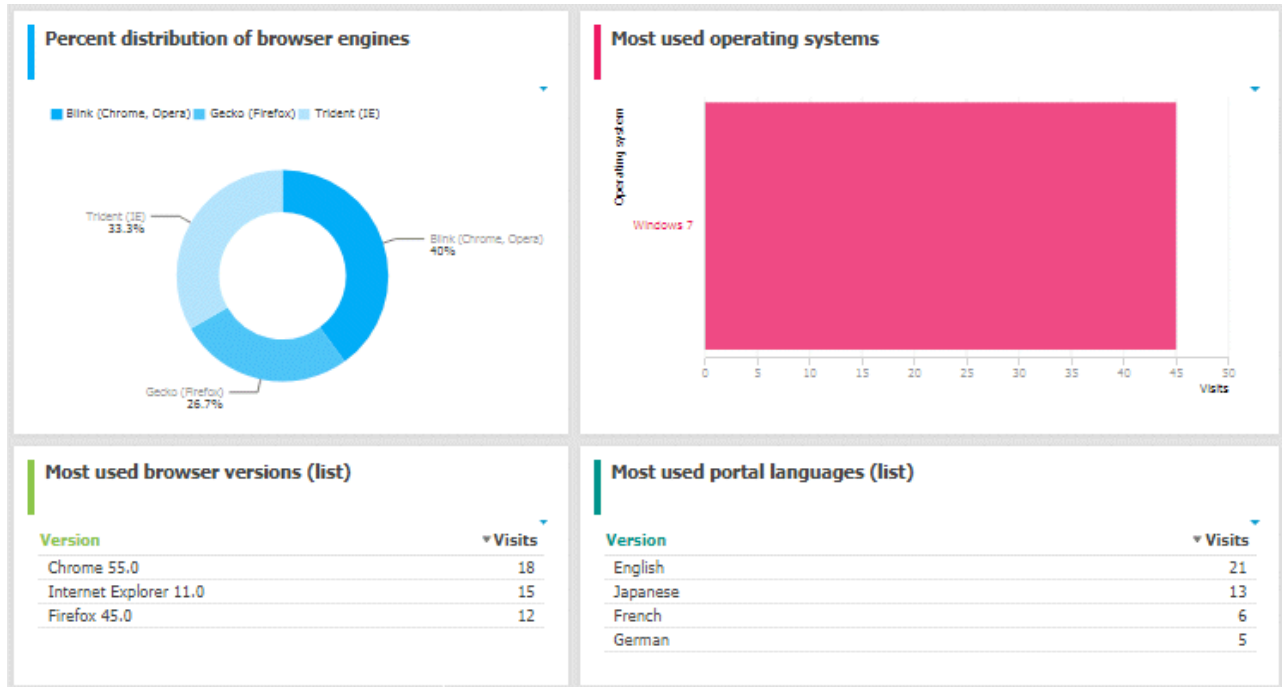 Percent distribution of browser engines
Blink (Chrome, Opera) Gecko (Firefox) Trident (IE)
Trident (IE)
33.3%
Blink (Chrome, Opera)
40%
Gecko (Firefox)
26.7%
Most used operating systems
Operating system
Windows 7
0 5 10 15 20 25 30 35 40 45 50
Visits
Most used browser versions (list)
Version Visits
Chrome 55.0 18
Internet Explorer 11.0 15
Firefox 45.0 12
Most used portal languages (list)
Version Visits
English 21
Japanese 13
French 6
German 5